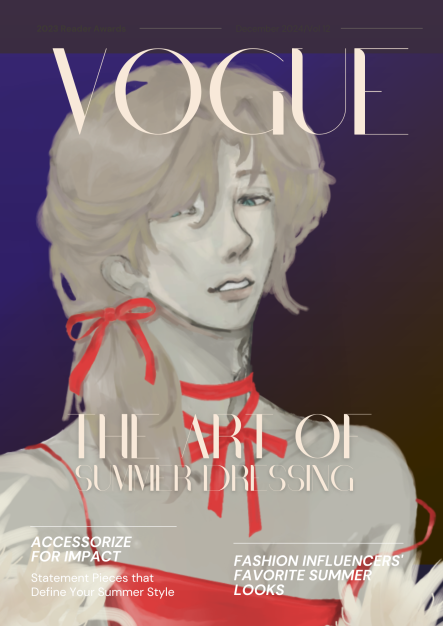 VOGUE
THE ART OF
SUMMER DRESSING
ACCESSORIZE
FOR IMPACT
Statement Pieces that
Define Your Summer Style
FASHION INFLUENCERS'
FAVORITE SUMMER
LOOKS